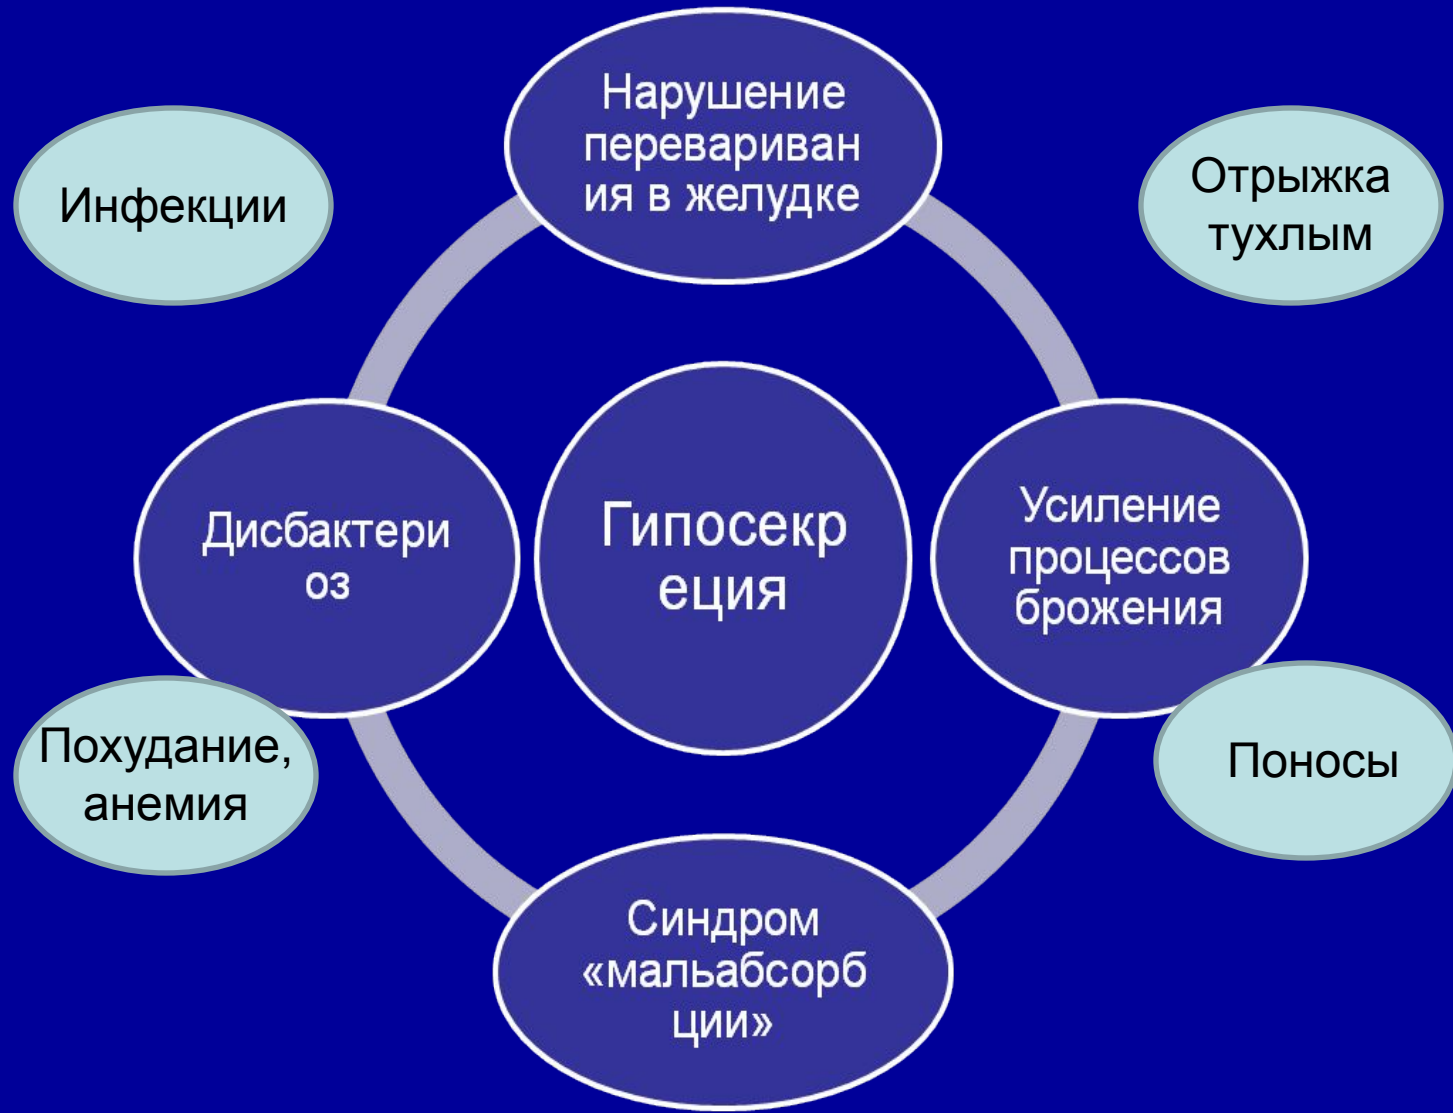 Нарушение
перевариван
ия в желудке
Инфекции
Отрыжка
тухлым
Дисбактери
оз
Гипосекр
еция
Усиление
процессов
брожения
Похудание,
анемия
Поносы
Синдром
«мальабсорб
ции»